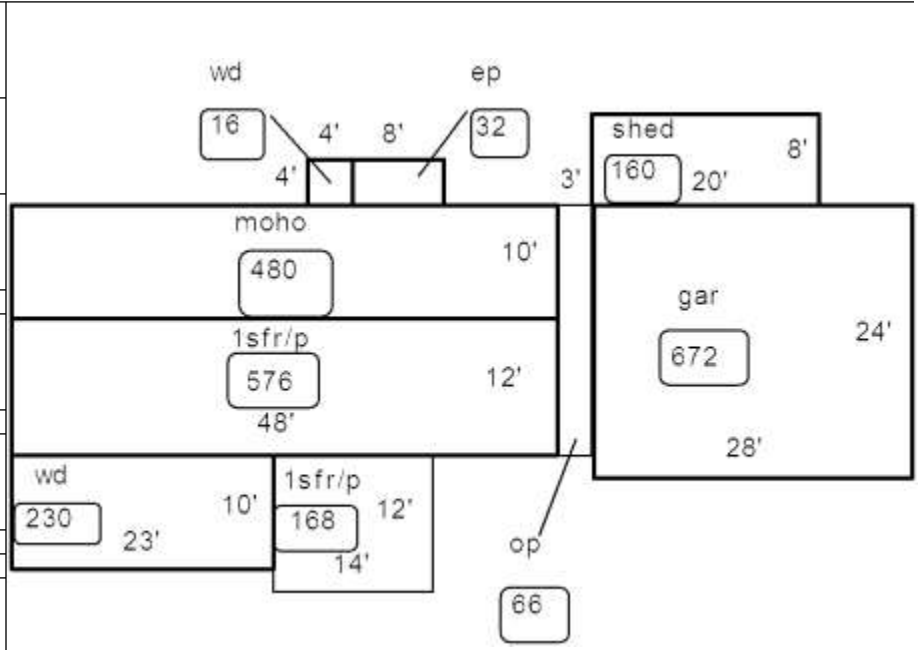 wd ep
16 4' 8' 32
4'
shed
8'
3' 160 20'
moho
10'
480
gar
24'
1sfr/p
672
576 12'
48'
28'
wd 1sfr/p
10' 12'
230 168
23' 14'
op
66